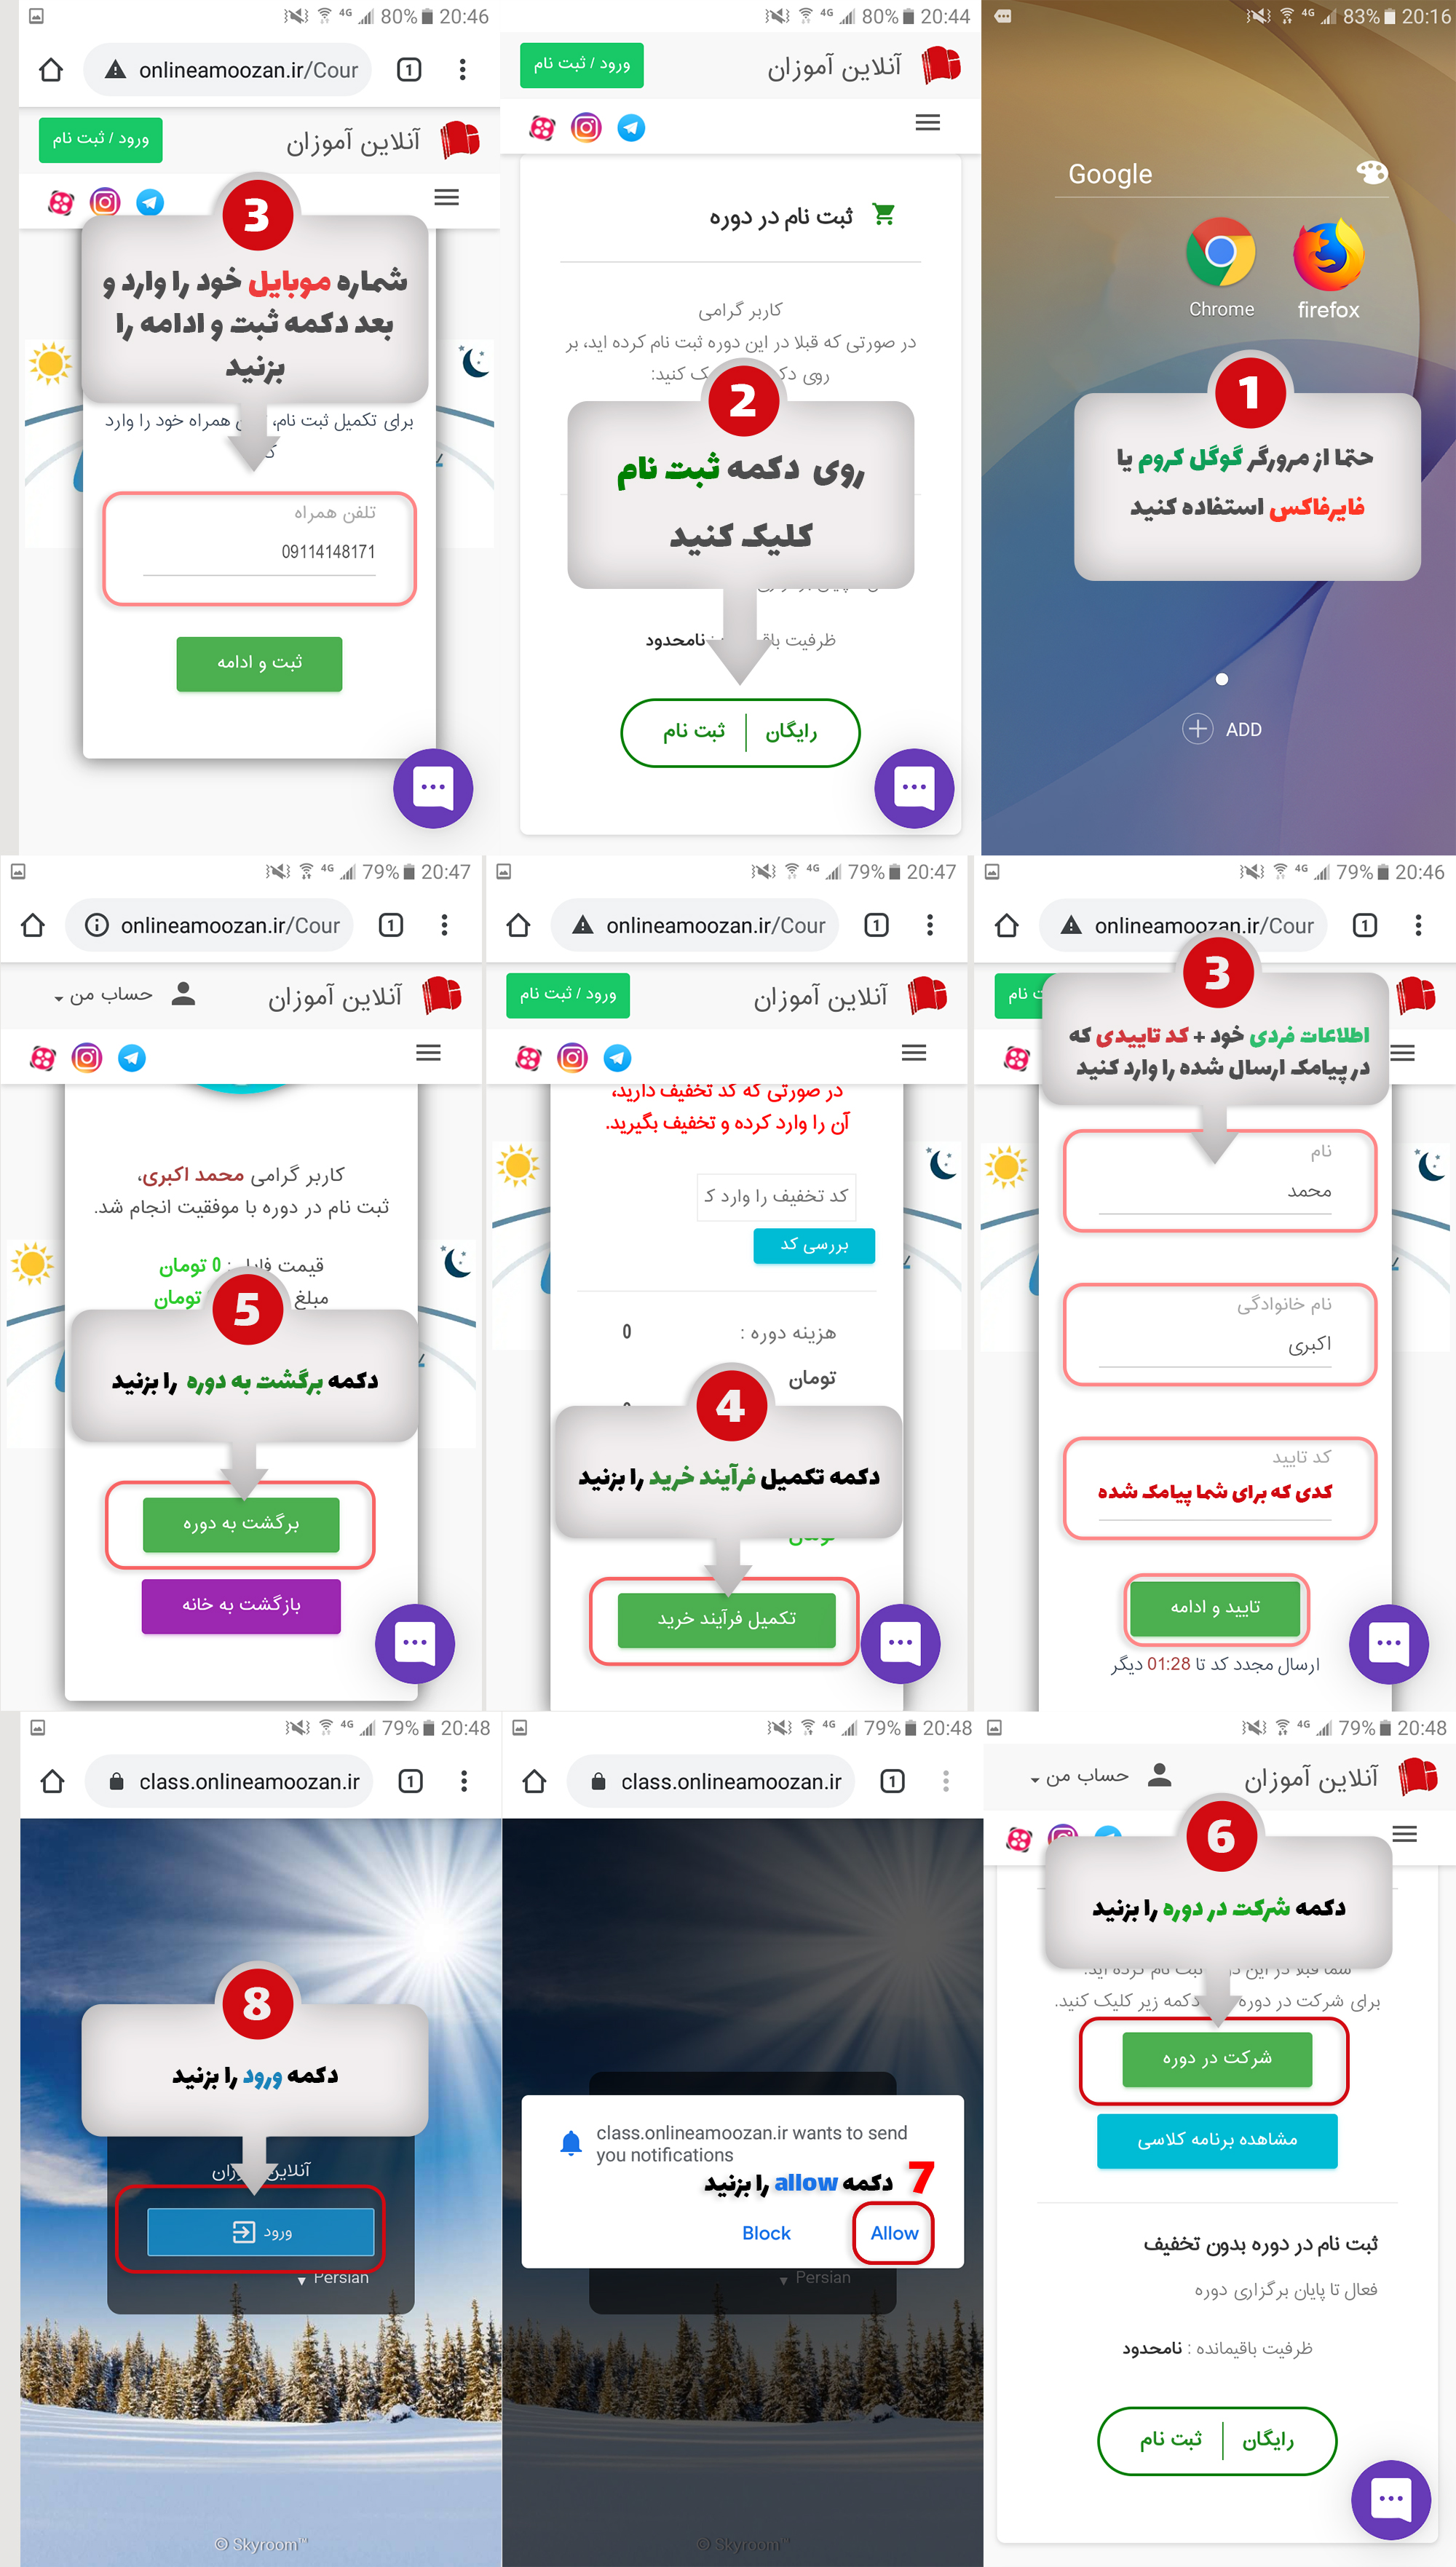 83% 20:16
Google
Chrome
firefox
1
حتما از مرورگر گوگل کروم یا
فایرفاکس استفاده کنید
ADD
80% 20:44
آنلاین آموزان
ورود / ثبت نام
ثبت نام در دوره
کاربر گرامی
در صورتی که قبلا در این دوره ثبت نام کرده اید، بر
روی
کنید:
2
روی دکمه ثبت نام
کلیک کنید
ظرفیت
نامحدود
رایگان | ثبت نام
4G 80% 20:46
onlineamoozan.ir/Cour
1
آنلاین آموزان
ورود / ثبت نام
3
شماره موبایل خود را وارد و
بعد دکمه ثبت و ادامه را
بزنید
برای تکمیل ثبت نام،
همراه خود را وارد
تلفن همراه
09114148171
ثبت و ادامه
4G 79% 20:46
onlineamoozan.ir/Cour
1
3
اطلاعات فردی خود + کد تاییدی که
در پیامک ارسال شده را وارد کنید
نام
محمد
نام خانوادگی
اکبری
کد تایید
کدی که برای شما پیامک شده
تایید و ادامه
ارسال مجدد کد تا 01:28 دیگر
4G 79% 20:47
onlineamoozan.ir/Cour
1
آنلاین آموزان
ورود / ثبت نام
در صورتی که کد تخفیف دارید،
آن را وارد کرده و تخفیف بگیرید.
کد تخفیف را وارد ک
بررسی کد
هزینه دوره : 0
تومان
4
دکمه تکمیل فرآیند خرید را بزنید
تکمیل فرآیند خرید
4G 79% 20:47
onlineamoozan.ir/Cour
1
آنلاین آموزان
حساب من
کاربر گرامی محمد اکبری،
ثبت نام در دوره با موفقیت انجام شد.
قیمت
0 تومان
مبلغ
تومان
5
دکمه برگشت به دوره را بزنید
برگشت به دوره
بازگشت به خانه
4G 79% 20:48
آنلاین آموزان
حساب من
6
دکمه شرکت در دوره را بزنید
شما قبلا در این
ثبت نام کرده اید.
برای شرکت در دوره
دکمه زیر کلیک کنید.
شرکت در دوره
مشاهده برنامه کلاسی
ثبت نام در دوره بدون تخفیف
فعال تا پایان برگزاری دوره
ظرفیت باقیمانده : نامحدود
رایگان | ثبت نام
4G 79% 20:48
class.onlineamoozan.ir
1
class.onlineamoozan.ir wants to send
you notifications
7 دکمه allow را بزنید
Block
Allow
Persian
© Skyroom™
4G 79% 20:48
class.onlineamoozan.ir
1
8
دکمه ورود را بزنید
ورود
Persian
© Skyroom™